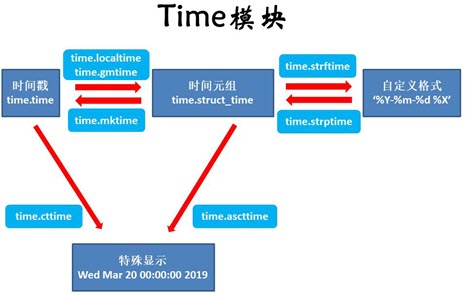 Time模块
time.localtime
time.gmtime
time.strftime
时间戳
time.time
时间元组
time.struct_time
自定义格式
‘%Y-%m-%d %X’
time.mktime
time.strptime
time.cttime
time.ascttime
特殊显示
Wed Mar 20 00:00:00 2019